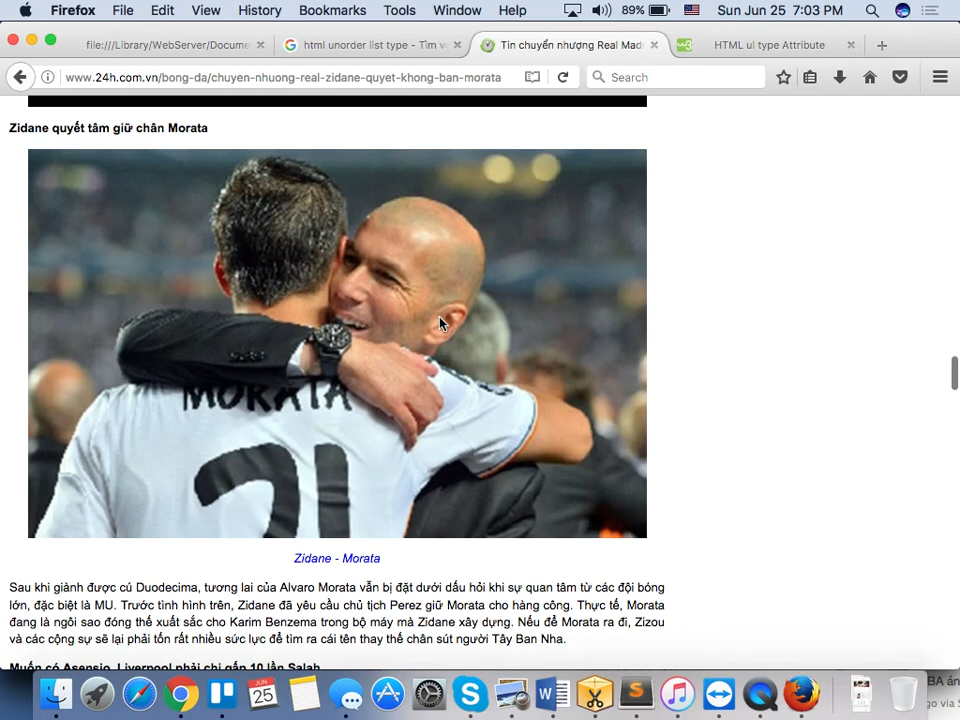 Firefox File Edit View History Bookmarks Tools Window Help 89% Sun Jun 25 7:03 PM
file:///Library/WebServer/Docume html unorder list type - Tìm v Tin chuyển nhượng Real Mad HTML ul type Attribute
www.24h.com.vn/bong-da/chuyen-nhuong-real-zidane-quyet-khong-ban-morata Search
Zidane quyết tâm giữ chân Morata
MORATA
21
Zidane - Morata
Sau khi giành được cú Duodecima, tương lai của Alvaro Morata vẫn bị đặt dưới dấu hỏi khi sự quan tâm từ các đội bóng
lớn, đặc biệt là MU. Trước tình hình trên, Zidane đã yêu cầu chủ tịch Perez giữ Morata cho hàng công. Thực tế, Morata
đang là ngôi sao đóng thế xuất sắc cho Karim Benzema trong bộ máy mà Zidane xây dựng. Nếu để Morata ra đi, Zizou
và các cộng sự sẽ lại phải tốn rất nhiều sức lực để tìm ra cái tên thay thế chân sút người Tây Ban Nha.
Muốn có Asensio, Liverpool phải chi gấp 10 lần Salah
JUN
25
BA án
go via S